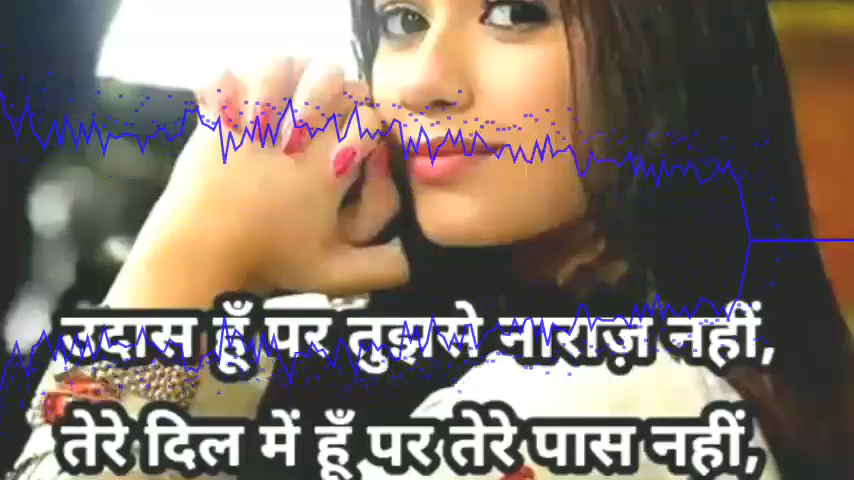 उदास हूँ पर तुझसे नाराज़ नहीं,
तेरे दिल में हूँ पर तेरे पास नहीं,